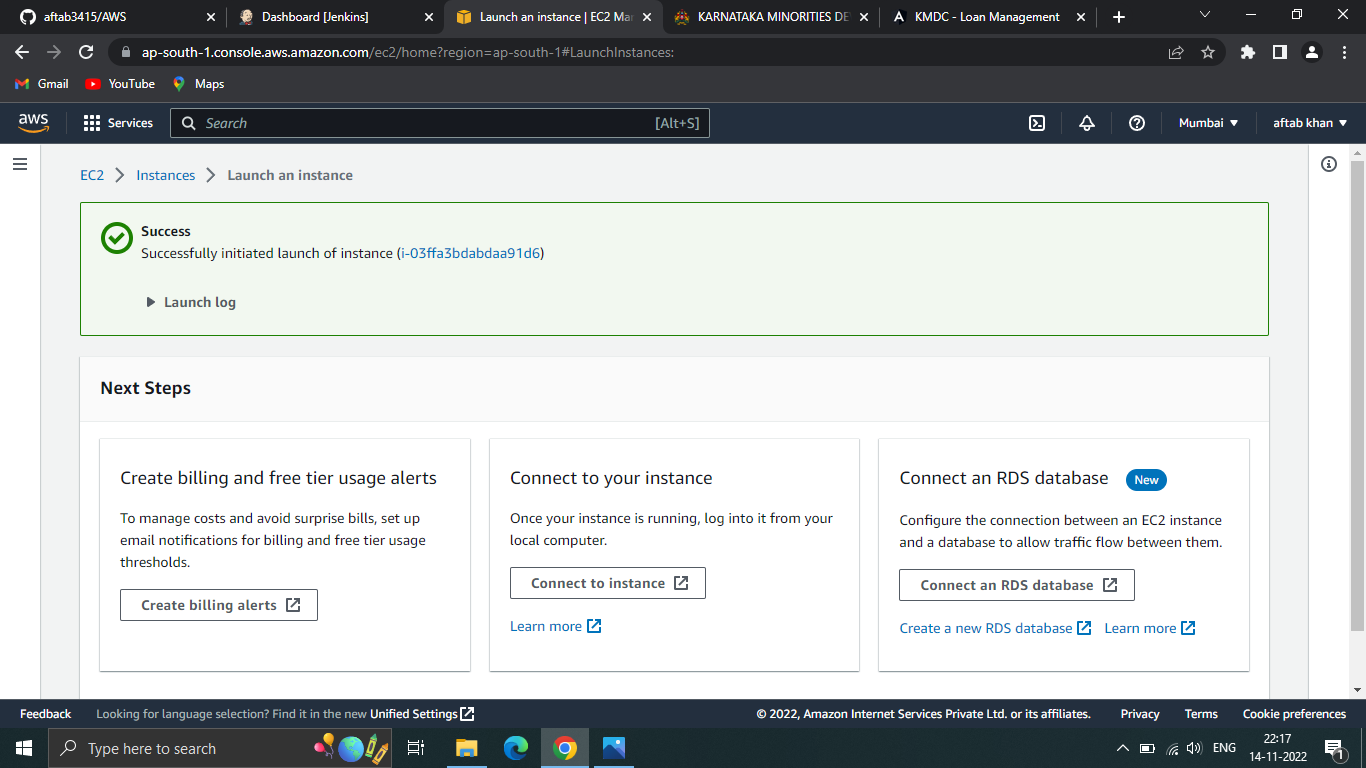 aftab3415/AWS
Dashboard [Jenkins]
Launch an instance | EC2 Mar
KARNATAKA MINORITIES DE
KMDC - Loan Management
ap-south-1.console.aws.amazon.com/ec2/home?region=ap-south-1#LaunchInstances:
Gmail
YouTube
Maps
aws
Services
Search
[Alt+S]
Mumbai
aftab khan
EC2
Instances
Launch an instance
Success
Successfully initiated launch of instance (i-03ffa3bdabdaa91d6)
Launch log
Next Steps
Create billing and free tier usage alerts
To manage costs and avoid surprise bills, set up
email notifications for billing and free tier usage
thresholds.
Create billing alerts
Connect to your instance
Once your instance is running, log into it from your
local computer.
Connect to instance
Learn more
Connect an RDS database New
Configure the connection between an EC2 instance
and a database to allow traffic flow between them.
Connect an RDS database
Create a new RDS database Learn more
Feedback
Looking for language selection? Find it in the new Unified Settings
© 2022, Amazon Internet Services Private Ltd. or its affiliates.
Privacy
Terms
Cookie preferences
Type here to search
ENG
22:17
14-11-2022
1